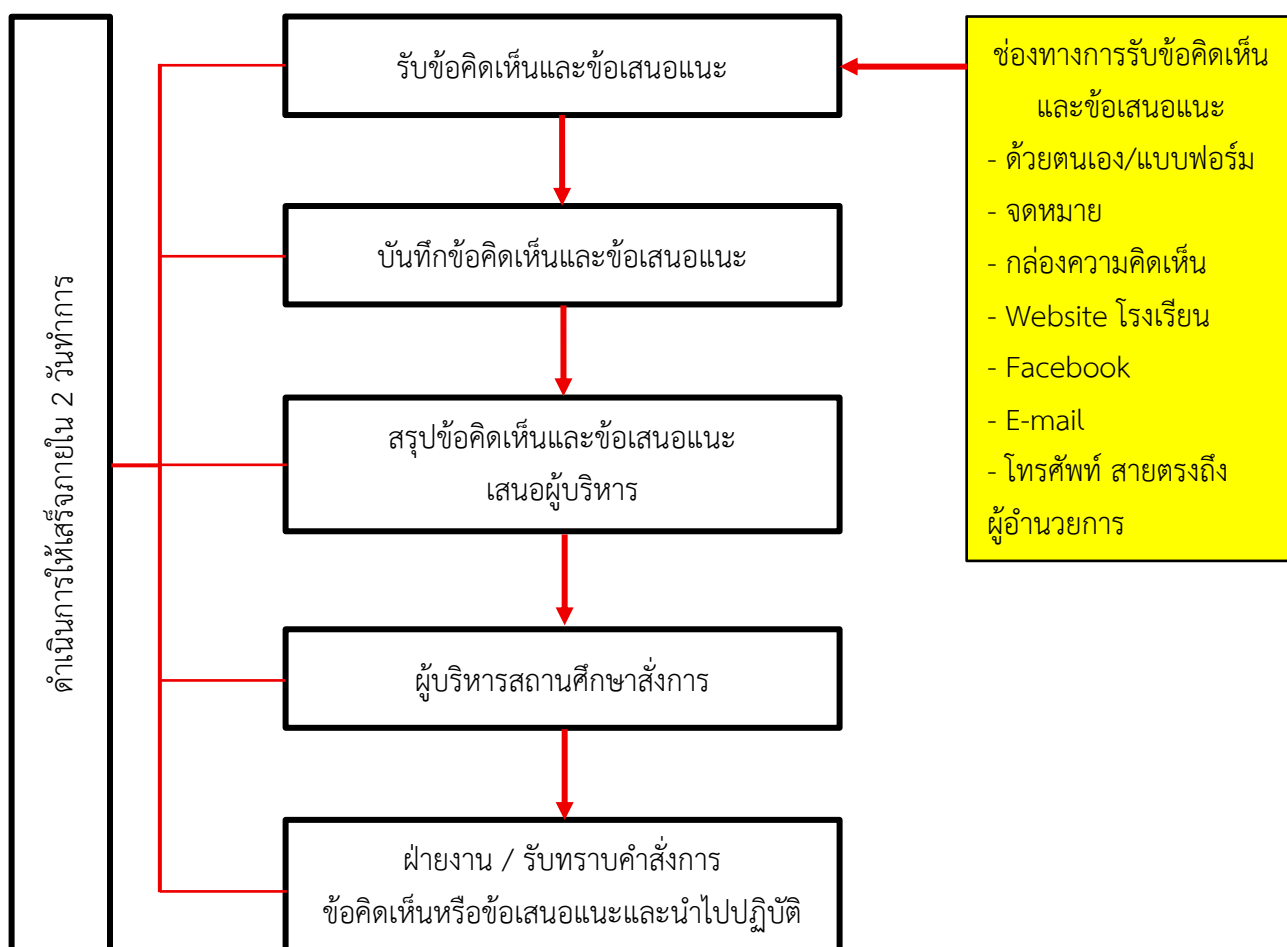 ดำเนินการให้เสร็จภายใน 2 วันทำการ
รับข้อคิดเห็นและข้อเสนอแนะ
บันทึกข้อคิดเห็นและข้อเสนอแนะ
สรุปข้อคิดเห็นและข้อเสนอแนะ
เสนอผู้บริหาร
ผู้บริหารสถานศึกษาสั่งการ
ฝ่ายงาน / รับทราบคำสั่งการ
ข้อคิดเห็นหรือข้อเสนอแนะและนำไปปฏิบัติ
ช่องทางการรับข้อคิดเห็น
และข้อเสนอแนะ
- ด้วยตนเอง/แบบฟอร์ม
- จดหมาย
- กล่องความคิดเห็น
- Website โรงเรียน
- Facebook
- E-mail
- โทรศัพท์ สายตรงถึง
ผู้อำนวยการ